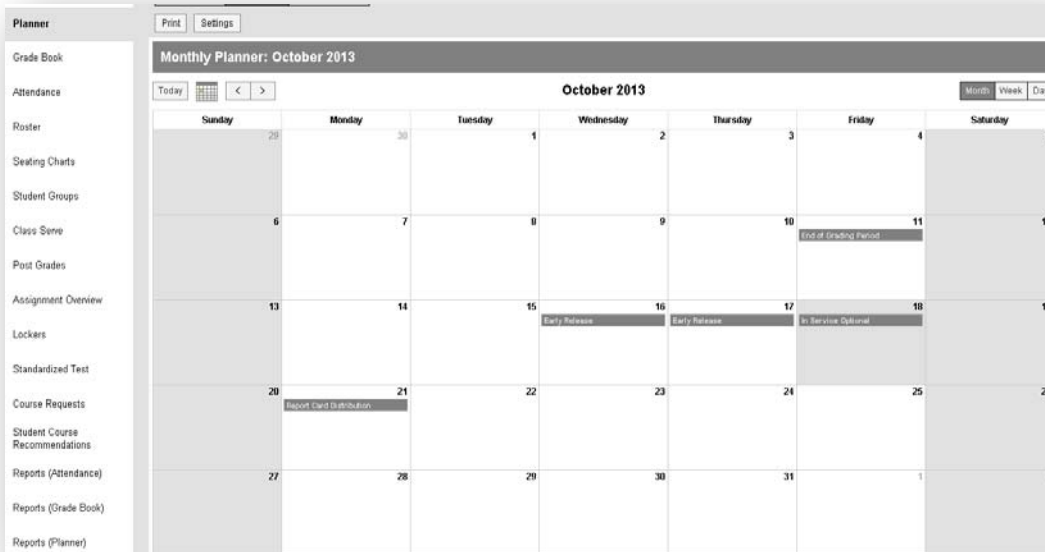 Planner
Grade Book
Attendance
Roster
Seating Charts
Student Groups
Class Serve
Post Grades
Assignment Overview
Lockers
Standardized Test
Course Requests
Student Course
Recommendations
Reports (Attendance)
Reports (Grade Book)
Reports (Planner)
Print Settings
Monthly Planner: October 2013
Today < > October 2013 Month Week Da
Sunday Monday Tuesday Wednesday Thursday Friday Saturday
29 30 1 2 3 4
6 7 8 9 10 11
End of Grading Period
13 14 15 16 17 18
Early Release Early Release In Service Optional
20 21 22 23 24 25
Report Card Distribution
27 28 29 30 31 1